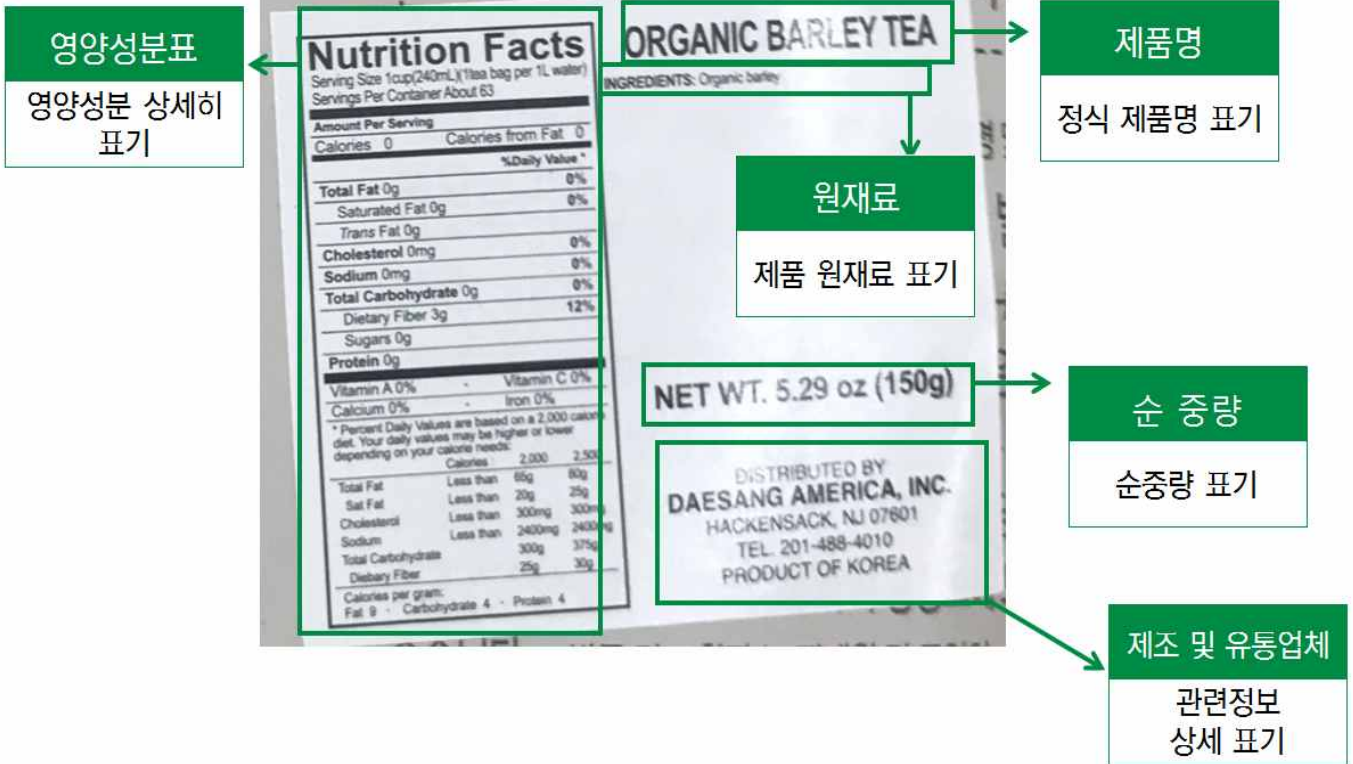 영양성분표
영양성분 상세히
표기
Nutrition Facts
Serving Size 1cup(240mL)(1tea bag per 1L water)
Servings Per Container About 63
Amount Per Serving
Calories 0 Calories from Fat 0
%Daily Value *
Total Fat 0g 0%
Saturated Fat 0g 0%
Trans Fat 0g
Cholesterol 0mg 0%
Sodium 0mg 0%
Total Carbohydrate 0g 0%
Dietary Fiber 3g 12%
Sugars 0g
Protein 0g
Vitamin A 0% - Vitamin C 0%
Calcium 0% - Iron 0%
* Percent Daily Values are based on a 2,000 calorie
diet. Your daily values may be higher or lower
depending on your calorie needs:
Calories 2,000 2,500
Total Fat Less than 65g 80g
Sat Fat Less than 20g 25g
Cholesterol Less than 300mg 300mg
Sodium Less than 2400mg 2400mg
Total Carbohydrate 300g 375g
Dietary Fiber 25g 30g
Calories per gram:
Fat 9 - Carbohydrate 4 - Protein 4
ORGANIC BARLEY TEA
INGREDIENTS: Organic barley
제품명
정식 제품명 표기
원재료
제품 원재료 표기
NET WT. 5.29 oz (150g)
순 중량
순중량 표기
DISTRIBUTED BY
DAESANG AMERICA, INC.
HACKENSACK, NJ 07601
TEL. 201-488-4010
PRODUCT OF KOREA
제조 및 유통업체
관련정보
상세 표기